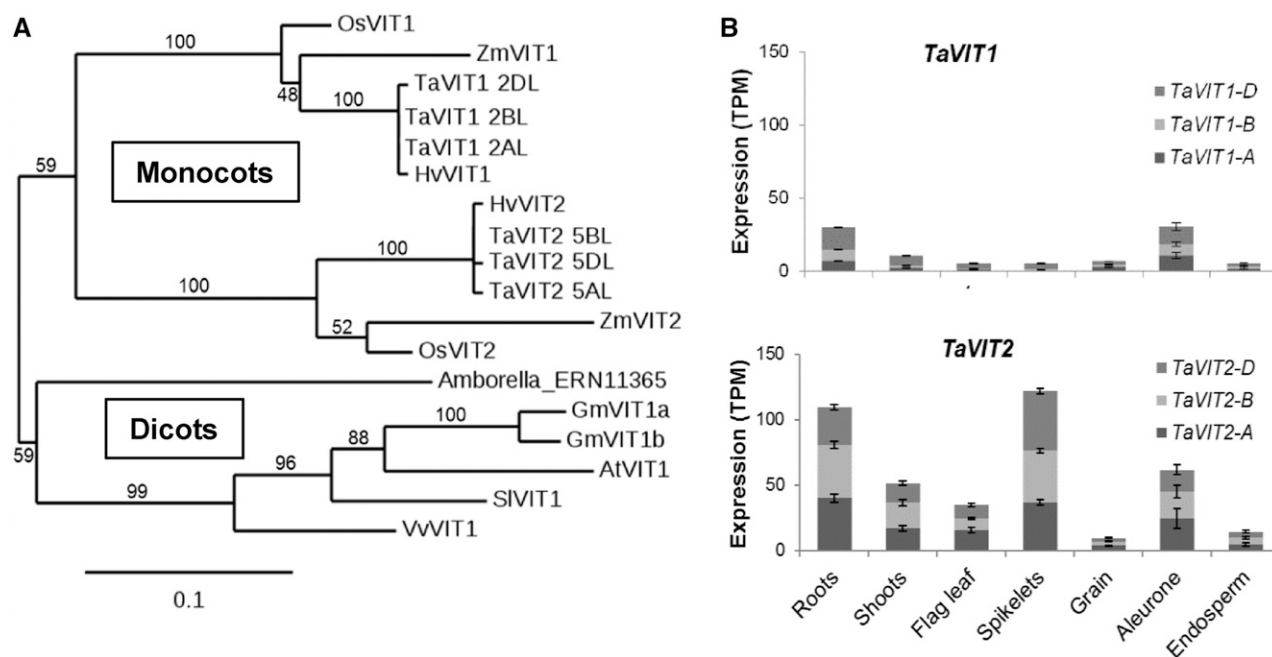 A
OsVIT1
100
ZmVIT1
48
100
TaVIT1 2DL
TaVIT1 2BL
TaVIT1 2AL
HvVIT1
59
Monocots
HvVIT2
TaVIT2 5BL
100
TaVIT2 5DL
TaVIT2 5AL
100
ZmVIT2
52
OsVIT2
Amborella_ERN11365
Dicots
100
GmVIT1a
GmVIT1b
88
AtVIT1
59
96
SlVIT1
99
VvVIT1
0.1
B
TaVIT1
150
100
50
0
Expression (TPM)
TaVIT1-D
TaVIT1-B
TaVIT1-A
TaVIT2
150
100
50
0
Expression (TPM)
TaVIT2-D
TaVIT2-B
TaVIT2-A
Roots
Shoots
Flag leaf
Spikelets
Grain
Aleurone
Endosperm